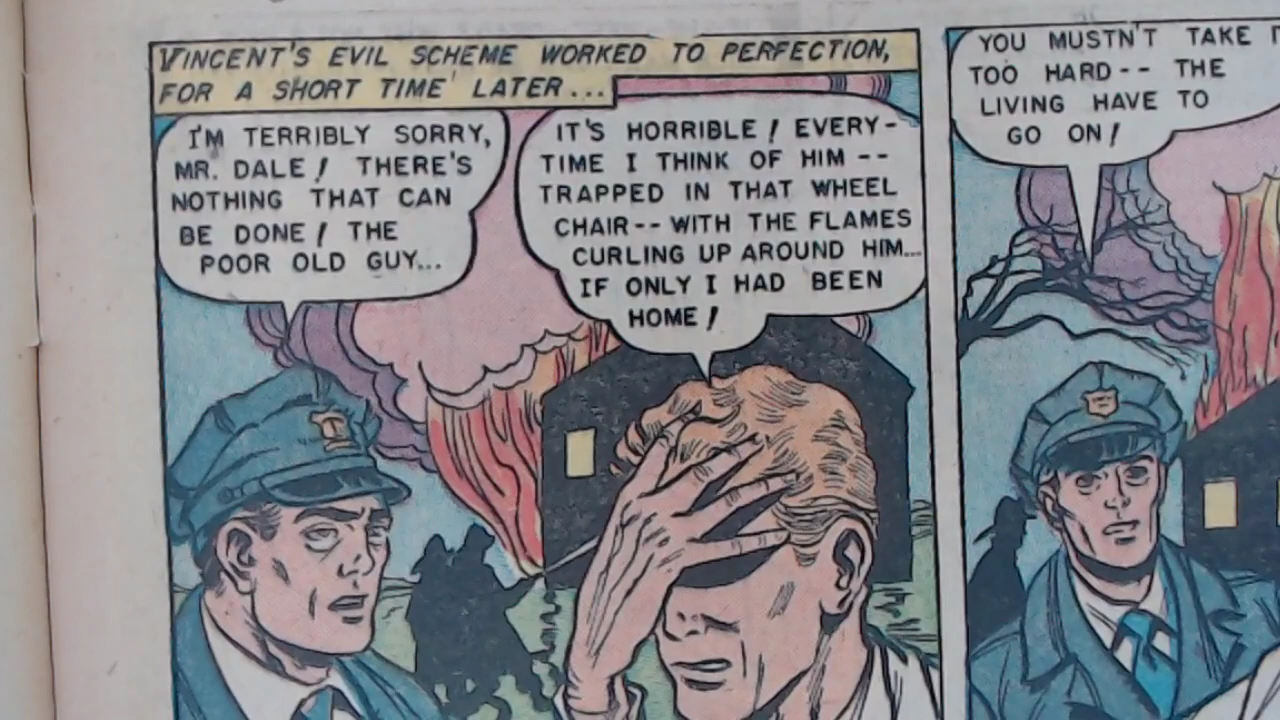 VINCENT'S EVIL SCHEME WORKED TO PERFECTION,
FOR A SHORT TIME LATER...
I'M TERRIBLY SORRY,
MR. DALE! THERE'S
NOTHING THAT CAN
BE DONE! THE
POOR OLD GUY...
IT'S HORRIBLE! EVERY-
TIME I THINK OF HIM --
TRAPPED IN THAT WHEEL
CHAIR -- WITH THE FLAMES
CURLING UP AROUND HIM...
IF ONLY I HAD BEEN
HOME!
YOU MUSTN'T TAKE
TOO HARD -- THE
LIVING HAVE TO
GO ON!